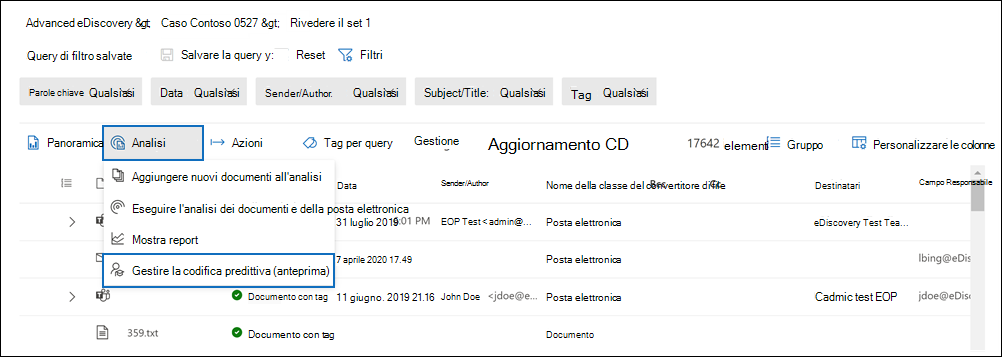 Advanced eDiscovery &gt; Caso Contoso 0527 &gt; Rivedere il set 1
Query di filtro salvate Salvare la query y: Reset Filtri
Parole chiave Qualsiasi Data Qualsiasi Sender/Author. Qualsiasi Subject/Title: Qualsiasi Tag Qualsiasi
Panoramica Analisi Azioni Tag per query Gestione Aggiornamento CD 17642 elementi Gruppo Personalizzare le colonne
Aggiungere nuovi documenti all'analisi
Data Sender/Author Nome della classe del convertitore di file Destinatari Campo Responsabile
Eseguire l'analisi dei documenti e della posta elettronica
31 luglio 2019 9:01 PM EOP Test <admin@... Posta elettronica eDiscovery Test Tea...
Mostra report
7 aprile 2020 17.49 Posta elettronica lbing@eDis
Gestire la codifica predittiva (anteprima)
Documento con tag 11 giugno. 2019 21.16 John Doe <jdoe@e... Posta elettronica Cadmic test EOP jdoe@eDisc
359.txt Documento con tag Documento